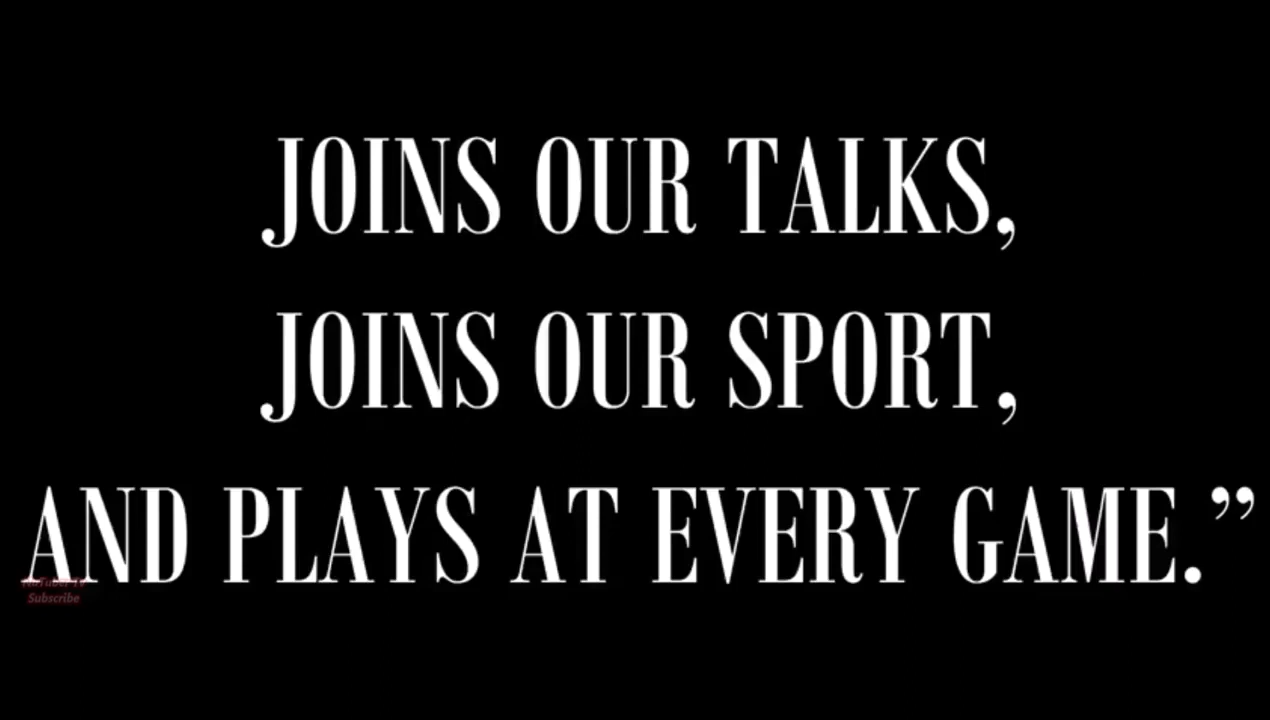 JOINS OUR TALKS,
JOINS OUR SPORT,
AND PLAYS AT EVERY GAME.”
Subscribe